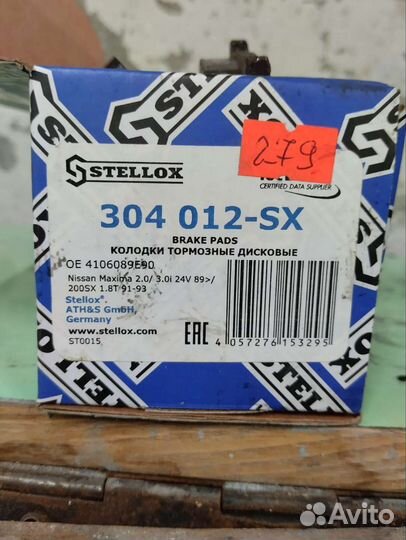 STELLOX
STELLOX
279
CERTIFIED DATA SUPPLIER
304 012-SX
BRAKE PADS
КОЛОДКИ ТОРМОЗНЫЕ ДИСКОВЫЕ
OE 4106089E90
Nissan Maxima 2.0/ 3.0i 24V 89>/
200SX 1.8T 91-93
Stellox®.
ATH&S GmbH,
Germany
www.stellox.com
ST0015
EAC
4 057276 153295
Avito